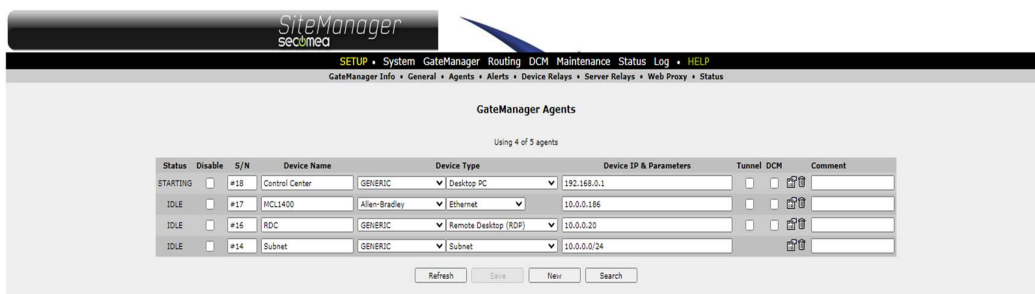 SiteManager
secomea
SETUP • System GateManager Routing DCM Maintenance Status Log • HELP
GateManager Info • General • Agents • Alerts • Device Relays • Server Relays • Web Proxy • Status
GateManager Agents
Using 4 of 5 agents
Status Disable S/N Device Name Device Type Device IP & Parameters Tunnel DCM Comment
STARTING #18 Control Center GENERIC Desktop PC 192.168.0.1
IDLE #17 MCL1400 Allen-Bradley Ethernet 10.0.0.186
IDLE #16 RDC GENERIC Remote Desktop (RDP) 10.0.0.20
IDLE #14 Subnet GENERIC Subnet 10.0.0.0/24
Refresh Save New Search